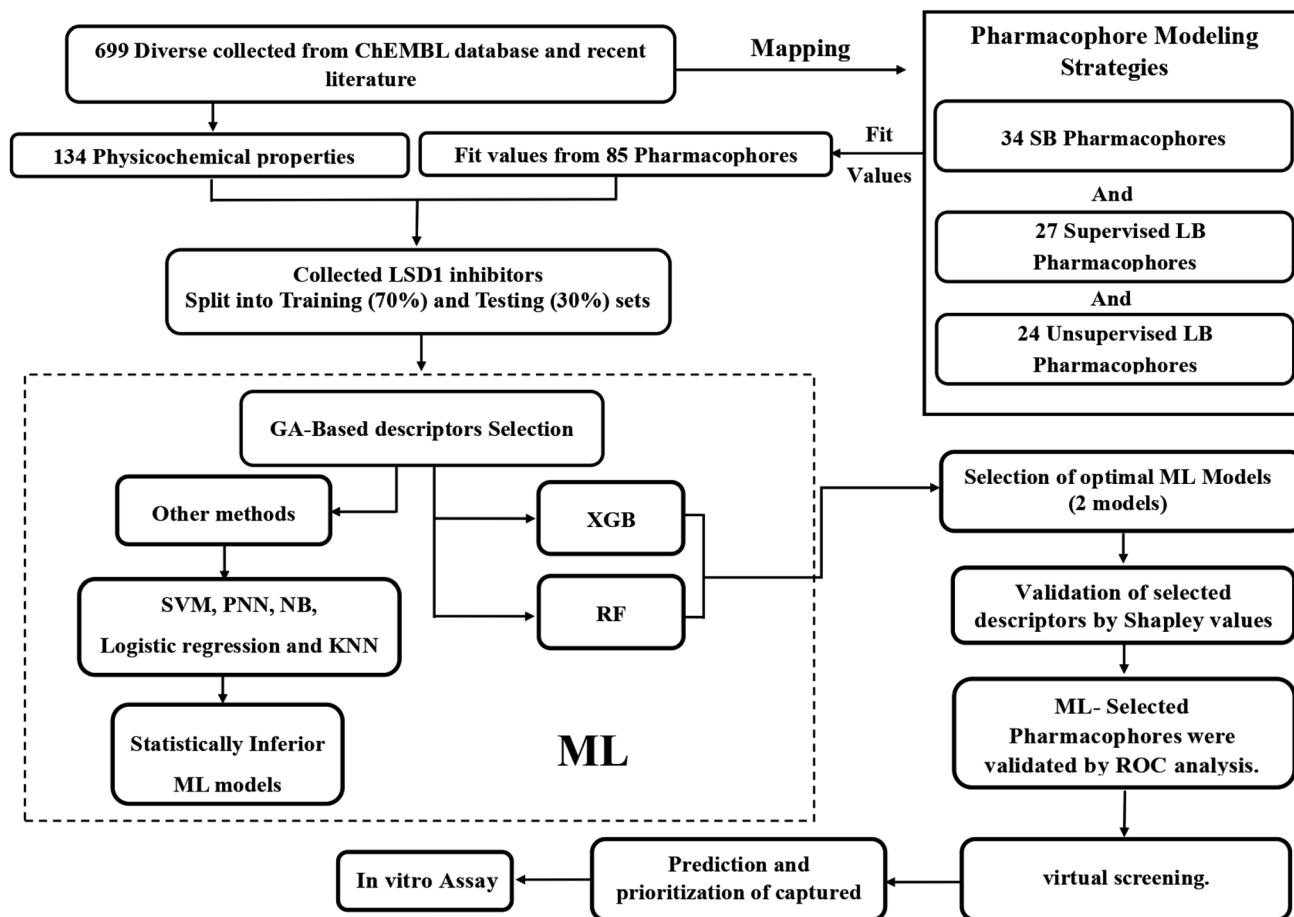 699 Diverse collected from ChEMBL database and recent
literature
Mapping
Pharmacophore Modeling
Strategies
34 SB Pharmacophores
And
27 Supervised LB
Pharmacophores
And
24 Unsupervised LB
Pharmacophores
134 Physicochemical properties
Fit values from 85 Pharmacophores
Fit
Values
Collected LSD1 inhibitors
Split into Training (70%) and Testing (30%) sets
GA-Based descriptors Selection
Other methods
XGB
SVM, PNN, NB,
Logistic regression and KNN
RF
Statistically Inferior
ML models
ML
Selection of optimal ML Models
(2 models)
Validation of selected
descriptors by Shapley values
ML- Selected
Pharmacophores were
validated by ROC analysis.
virtual screening.
Prediction and
prioritization of captured
In vitro Assay